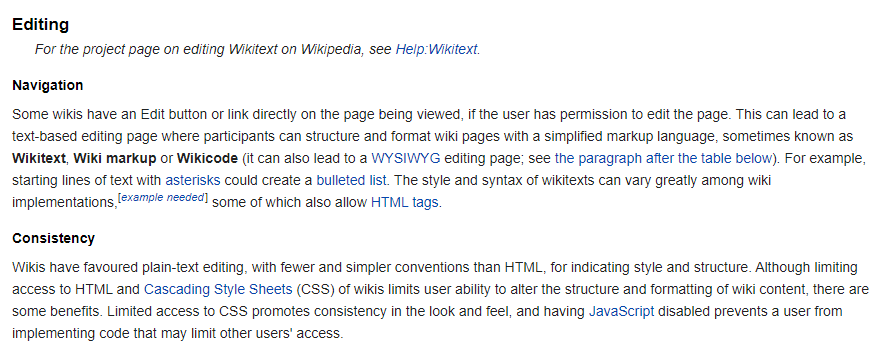 Editing
For the project page on editing Wikitext on Wikipedia, see Help:Wikitext.
Navigation
Some wikis have an Edit button or link directly on the page being viewed, if the user has permission to edit the page. This can lead to a
text-based editing page where participants can structure and format wiki pages with a simplified markup language, sometimes known as
Wikitext, Wiki markup or Wikicode (it can also lead to a WYSIWYG editing page; see the paragraph after the table below). For example,
starting lines of text with asterisks could create a bulleted list. The style and syntax of wikitexts can vary greatly among wiki
implementations,[example needed] some of which also allow HTML tags.
Consistency
Wikis have favoured plain-text editing, with fewer and simpler conventions than HTML, for indicating style and structure. Although limiting
access to HTML and Cascading Style Sheets (CSS) of wikis limits user ability to alter the structure and formatting of wiki content, there are
some benefits. Limited access to CSS promotes consistency in the look and feel, and having JavaScript disabled prevents a user from
implementing code that may limit other users' access.